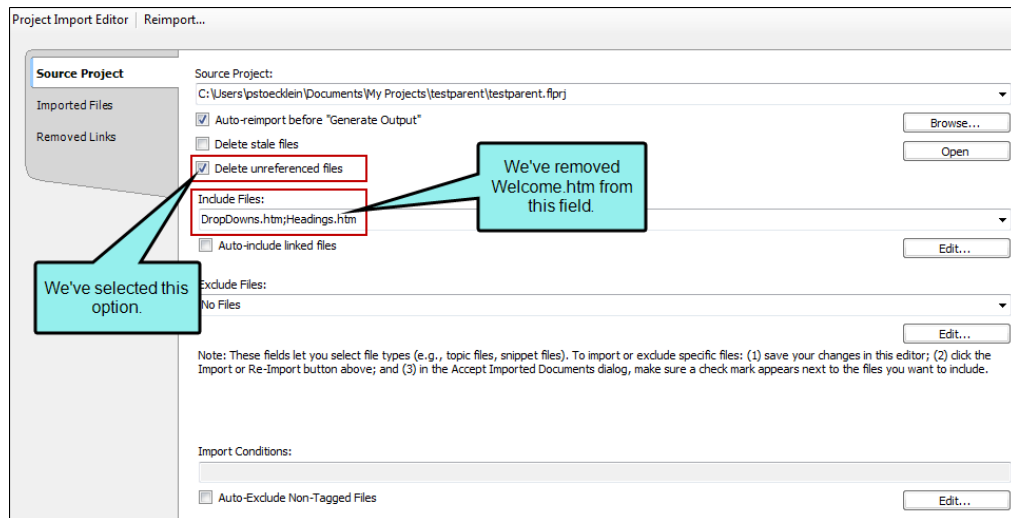 Project Import Editor Reimport...
Source Project
Imported Files
Removed Links
Source Project:
C:\Users\pstoecklein\Documents\My Projects\testparent\testparent.flprj
Auto-reimport before "Generate Output"
Browse...
Delete stale files
Open
Delete unreferenced files
We've removed
Welcome.htm from
this field.
Include Files:
DropDowns.htm;Headings.htm
Auto-include linked files
Edit...
We've selected this
option.
Exclude Files:
No Files
Edit...
Note: These fields let you select file types (e.g., topic files, snippet files). To import or exclude specific files: (1) save your changes in this editor; (2) click the
Import or Re-Import button above; and (3) in the Accept Imported Documents dialog, make sure a check mark appears next to the files you want to include.
Import Conditions:
Auto-Exclude Non-Tagged Files
Edit...